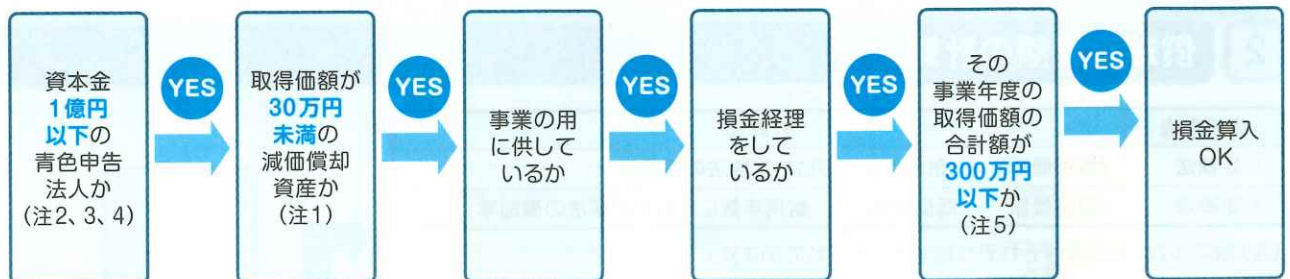 資本金
1億円
以下の
青色申告
法人か
(注2、3、4)
YES
取得価額が
30万円
未満の
減価償却
資産か
(注1)
YES
事業の用
に供して
いるか
YES
損金経理
をして
いるか
YES
その
事業年度の
取得価額の
合計額が
300万円
以下か
(注5)
YES
損金算入
OK